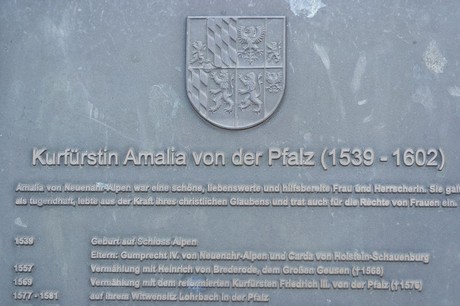 Kurfürstin Amalia von der Pfalz (1539 - 1602)
Amalia von Neuenahr-Alpen war eine schöne, liebenswerte und hilfsbereite Frau und Herrscherin. Sie galt
als tugendhaft, lebte aus der Kraft ihres christlichen Glaubens und trat auch für die Rechte von Frauen ein.
1539 Geburt auf Schloss Alpen
Eltern: Gumprecht IV. von Neuenahr-Alpen und Corda von Holstein-Schauenburg
1557 Vermählung mit Heinrich von Brederode, dem Großen Geusen (†1568)
1569 Vermählung mit dem reformierten Kurfürsten Friedrich III. von der Pfalz (†1576)
1577 - 1581 auf ihrem Witwensitz Lohrbach in der Pfalz